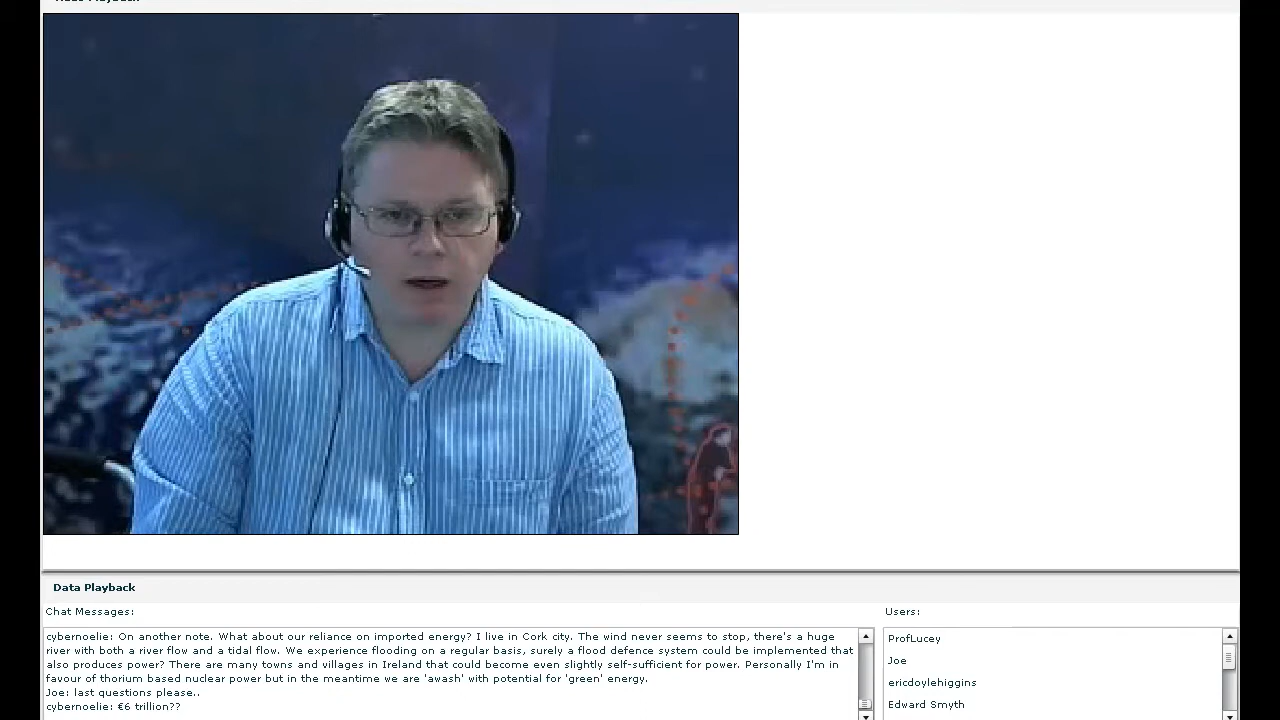 Data Playback
Chat Messages:
Users:
cybernoelie: On another note. What about our reliance on imported energy? I live in Cork city. The wind never seems to stop, there's a huge
river with both a river flow and a tidal flow. We experience flooding on a regular basis, surely a flood defence system could be implemented that
also produces power? There are many towns and villages in Ireland that could become even slightly self-sufficient for power. Personally I'm in
favour of thorium based nuclear power but in the meantime we are 'awash' with potential for 'green' energy.
Joe: last questions please..
cybernoelie: €6 trillion??
ProfLucey
Joe
ericdoylehiggins
Edward Smyth